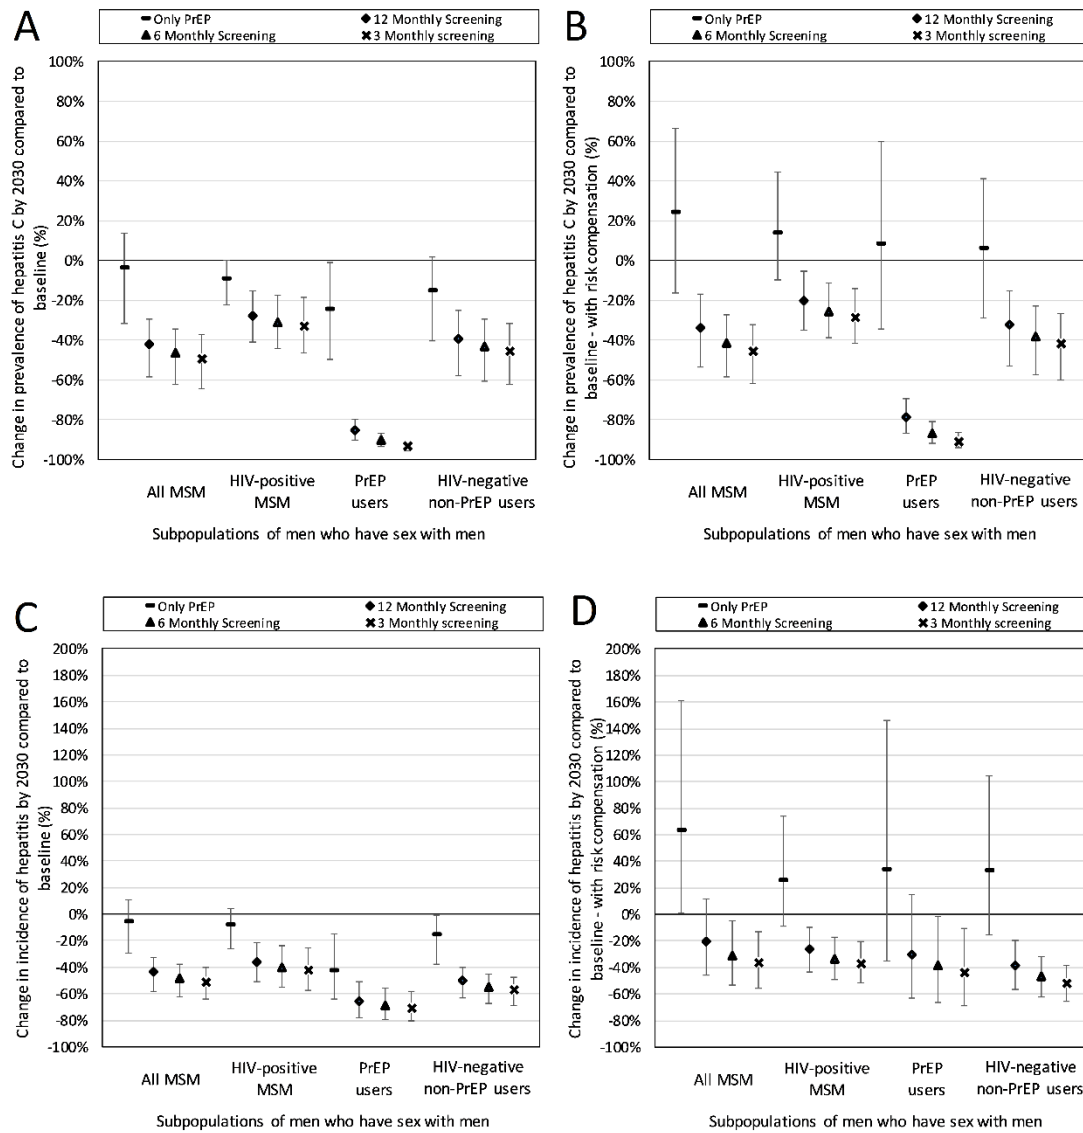 A
Only PrEP
12 Monthly Screening
6 Monthly Screening
3 Monthly screening
Change in prevalence of hepatitis C by 2030 compared to
baseline (%)
100%
80%
60%
40%
20%
0%
-20%
-40%
-60%
-80%
-100%
All MSM
HIV-positive
MSM
PrEP
users
HIV-negative
non-PrEP users
Subpopulations of men who have sex with men
B
Only PrEP
12 Monthly Screening
6 Monthly Screening
3 Monthly screening
Change in prevalence of hepatitis C by 2030 compared to
baseline - with risk compensation (%)
100%
80%
60%
40%
20%
0%
-20%
-40%
-60%
-80%
-100%
All MSM
HIV-positive
MSM
PrEP
users
HIV-negative
non-PrEP users
Subpopulations of men who have sex with men
C
Only PrEP
12 Monthly Screening
6 Monthly Screening
3 Monthly screening
Change in incidence of hepatitis by 2030 compared to
baseline (%)
200%
180%
160%
140%
120%
100%
80%
60%
40%
20%
0%
-20%
-40%
-60%
-80%
-100%
All MSM
HIV-positive
MSM
PrEP
users
HIV-negative
non-PrEP users
Subpopulations of men who have sex with men
D
Only PrEP
12 Monthly Screening
6 Monthly Screening
3 Monthly screening
Change in incidence of hepatitis by 2030 compared to
baseline - with risk compensation (%)
200%
180%
160%
140%
120%
100%
80%
60%
40%
20%
0%
-20%
-40%
-60%
-80%
-100%
All MSM
HIV-positive
MSM
PrEP
users
HIV-negative
non-PrEP users
Subpopulations of men who have sex with men